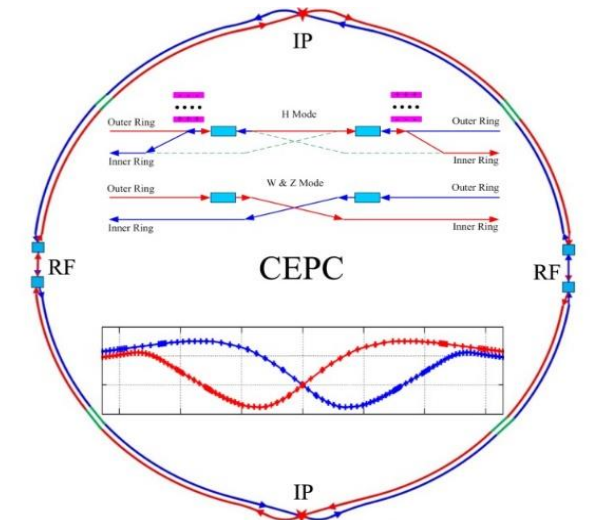 IP
H Mode
Outer Ring
Outer Ring
Inner Ring
Inner Ring
W & Z Mode
Outer Ring
Outer Ring
Inner Ring
Inner Ring
RF
CEPC
RF
IP